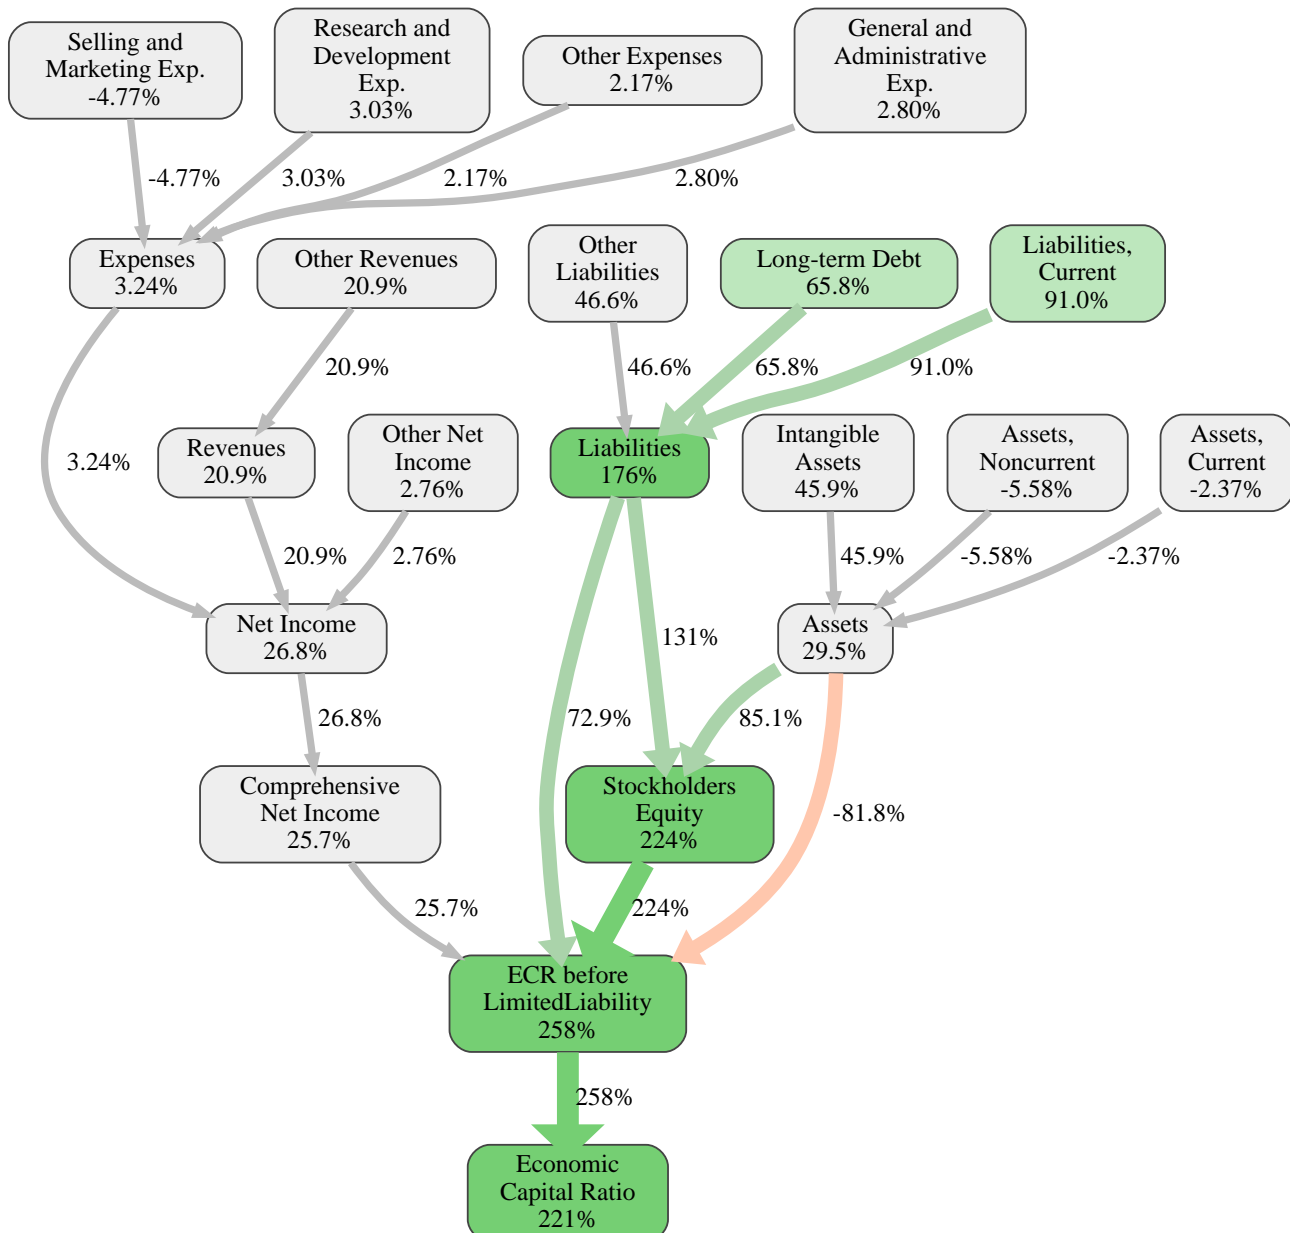 Selling and
Marketing Exp.
-4.77%
Research and
Development
Exp.
3.03%
Other Expenses
2.17%
General and
Administrative
Exp.
2.80%
-4.77%
3.03%
2.17%
2.80%
Expenses
3.24%
Other Revenues
20.9%
Other
Liabilities
46.6%
Long-term Debt
65.8%
Liabilities,
Current
91.0%
20.9%
46.6%
65.8%
91.0%
3.24%
Revenues
20.9%
Other Net
Income
2.76%
Liabilities
176%
Intangible
Assets
45.9%
Assets,
Noncurrent
-5.58%
Assets,
Current
-2.37%
20.9%
2.76%
45.9%
-5.58%
-2.37%
Net Income
26.8%
131%
Assets
29.5%
26.8%
72.9%
85.1%
Comprehensive
Net Income
25.7%
Stockholders
Equity
224%
-81.8%
25.7%
224%
ECR before
LimitedLiability
258%
258%
Economic
Capital Ratio
221%